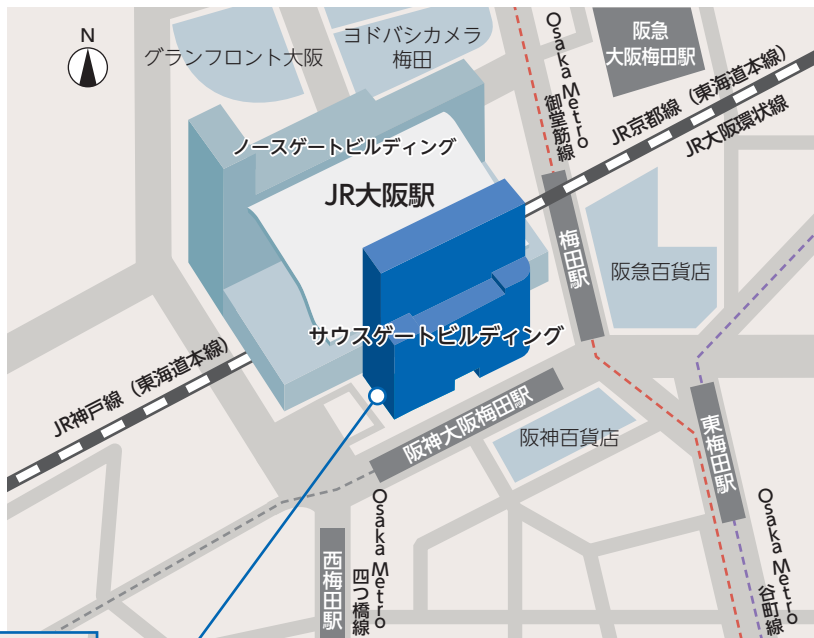 N
グランフロント大阪
ヨドバシカメラ
梅田
Osaka Metro
御堂筋線
阪急
大阪梅田駅
JR京都線（東海道本線）
JR大阪環状線
ノースゲートビルディング
JR大阪駅
梅田駅
阪急百貨店
サウスゲートビルディング
JR神戸線（東海道本線）
阪神大阪梅田駅
阪神百貨店
東梅田駅
西梅田駅
Osaka Metro
四つ橋線
Osaka Metro
谷町線